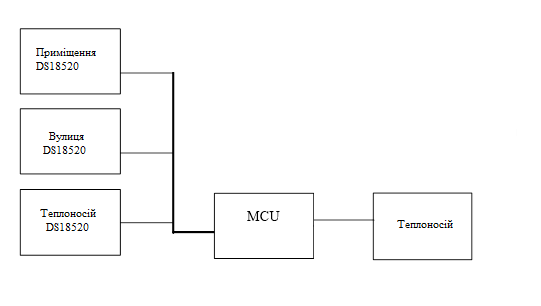 Приміщення
DS18520
Вулиця
DS18520
Теплоносій
DS18520
MCU
Теплоносій